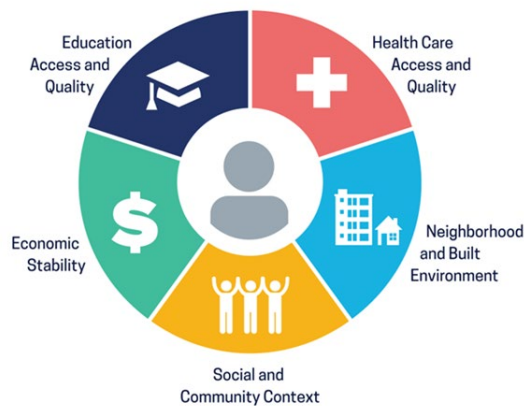 Education
Access and
Quality
Health Care
Access and
Quality
$
Economic
Stability
Neighborhood
and Built
Environment
Social and
Community Context